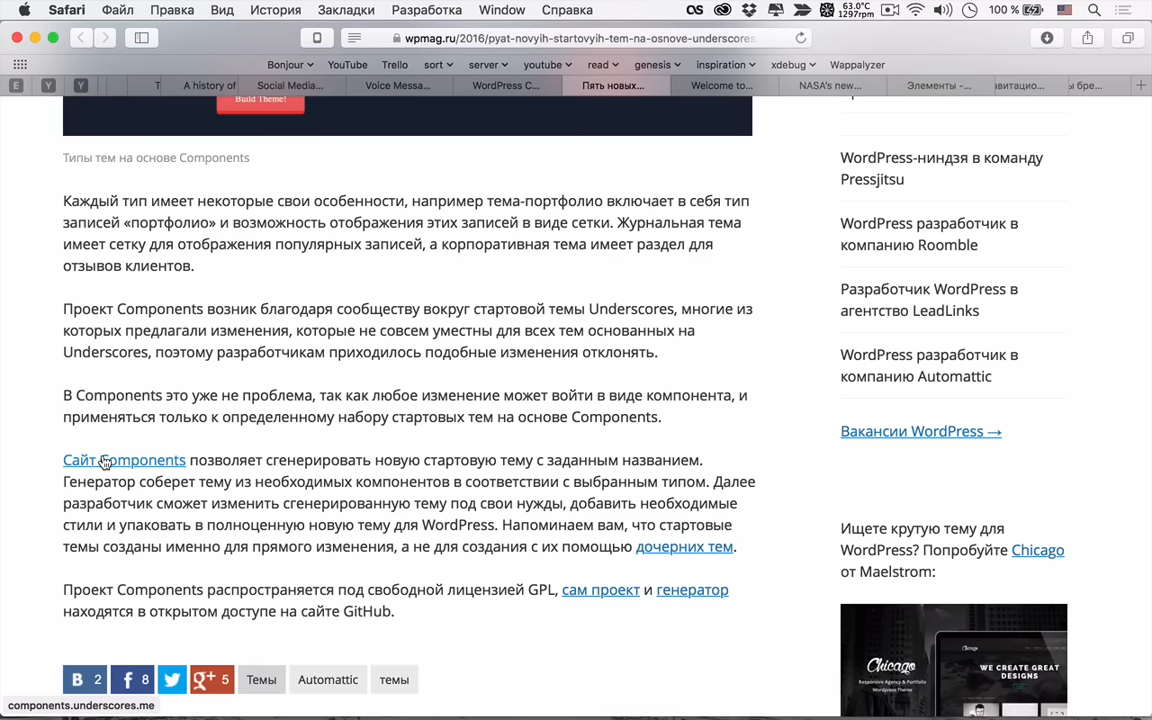 Safari Файл Правка Вид История Закладки Разработка Window Справка
63.0°C
1297rpm
100 %
wpmag.ru/2016/pyat-novyih-startovyih-tem-na-osnove-underscores
Bonjour YouTube Trello sort server youtube read genesis inspiration xdebug Wappalyzer
E Y Y T A history of Social Media... Voice Messa... WordPress C... Пять новых... Welcome to... NASA's new... Элементы -... авитацио... ы бре...
Build Theme!
Типы тем на основе Components
Каждый тип имеет некоторые свои особенности, например тема-портфолио включает в себя тип
записей «портфолио» и возможность отображения этих записей в виде сетки. Журнальная тема
имеет сетку для отображения популярных записей, а корпоративная тема имеет раздел для
отзывов клиентов.
Проект Components возник благодаря сообществу вокруг стартовой темы Underscores, многие из
которых предлагали изменения, которые не совсем уместны для всех тем основанных на
Underscores, поэтому разработчикам приходилось подобные изменения отклонять.
В Components это уже не проблема, так как любое изменение может войти в виде компонента, и
применяться только к определенному набору стартовых тем на основе Components.
Сайт Components позволяет сгенерировать новую стартовую тему с заданным названием.
Генератор соберет тему из необходимых компонентов в соответствии с выбранным типом. Далее
разработчик сможет изменить сгенерированную тему под свои нужды, добавить необходимые
стили и упаковать в полноценную новую тему для WordPress. Напоминаем вам, что стартовые
темы созданы именно для прямого изменения, а не для создания с их помощью дочерних тем.
Проект Components распространяется под свободной лицензией GPL, сам проект и генератор
находятся в открытом доступе на сайте GitHub.
B 2 f 8 g+ 5 Темы Automattic темы
components.underscores.me
WordPress-ниндзя в команду
Pressjitsu
WordPress разработчик в
компанию Roomble
Разработчик WordPress в
агентство LeadLinks
WordPress разработчик в
компанию Automattic
Вакансии WordPress →
Ищете крутую тему для
WordPress? Попробуйте Chicago
от Maelstrom:
Chicago
Responsive Agency & Portfolio
Wordpress Theme
Chicago
WE CREATE GREAT
DESIGNS